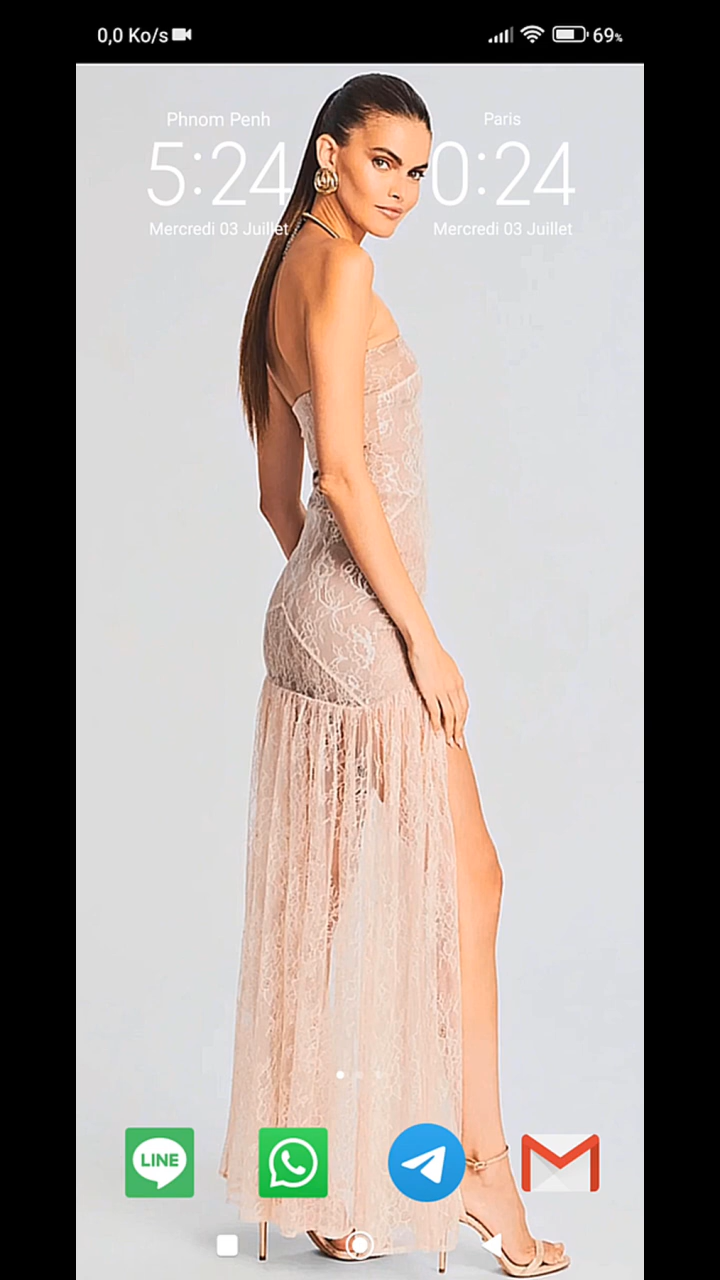 0,0 Ko/s
69%
Phnom Penh
Paris
5:24
0:24
Mercredi 03 Juillet
Mercredi 03 Juillet
LINE